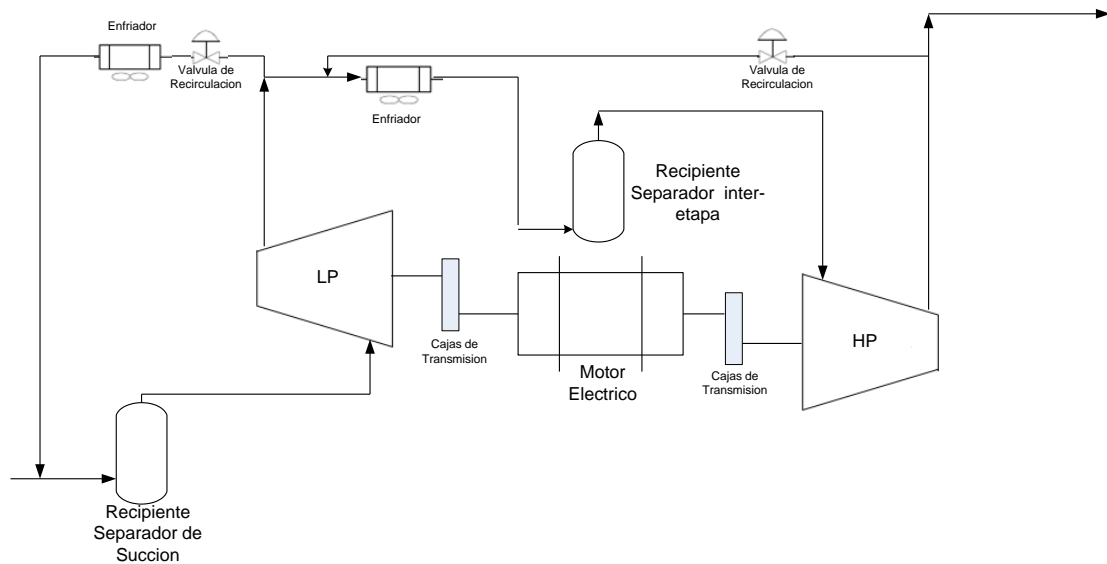 Enfriador
Valvula de
Recirculacion
Enfriador
Valvula de
Recirculacion
Recipiente
Separador inter-
etapa
LP
HP
Cajas de
Transmision
Motor
Electrico
Cajas de
Transmision
Recipiente
Separador de
Succion